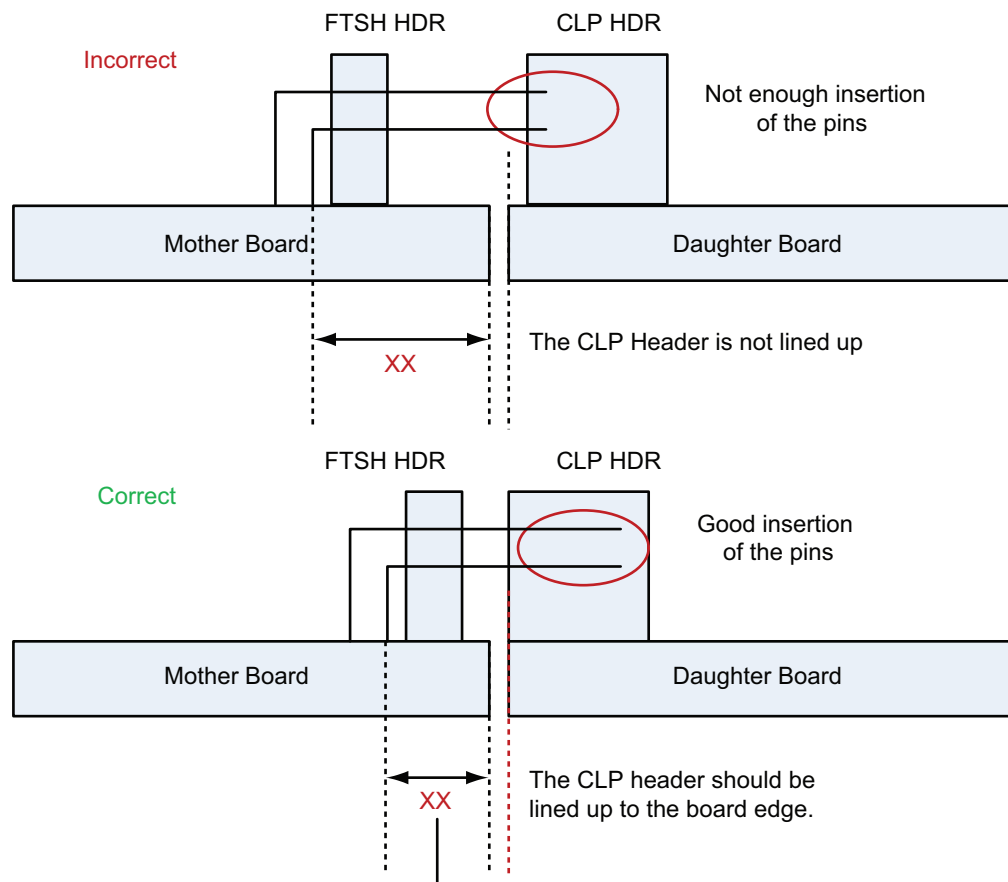 FTSH HDR
CLP HDR
Incorrect
Not enough insertion
of the pins
Mother Board
Daughter Board
The CLP Header is not lined up
XX
FTSH HDR
CLP HDR
Correct
Good insertion
of the pins
Mother Board
Daughter Board
The CLP header should be
lined up to the board edge.
XX